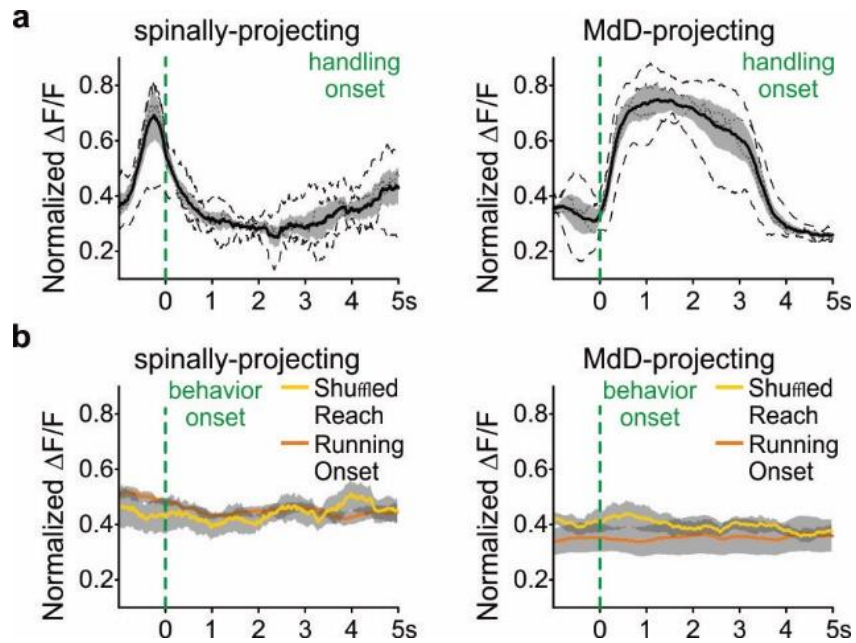 a
spinally-projecting
handling
onset
Normalized ΔF/F
0.8
0.6
0.4
0.2
0 1 2 3 4 5s
MdD-projecting
handling
onset
Normalized ΔF/F
0.8
0.6
0.4
0.2
0 1 2 3 4 5s
b
spinally-projecting
behavior
onset
Shuffled
Reach
Running
Onset
Normalized ΔF/F
0.8
0.6
0.4
0.2
0 1 2 3 4 5s
MdD-projecting
behavior
onset
Shuffled
Reach
Running
Onset
Normalized ΔF/F
0.8
0.6
0.4
0.2
0 1 2 3 4 5s